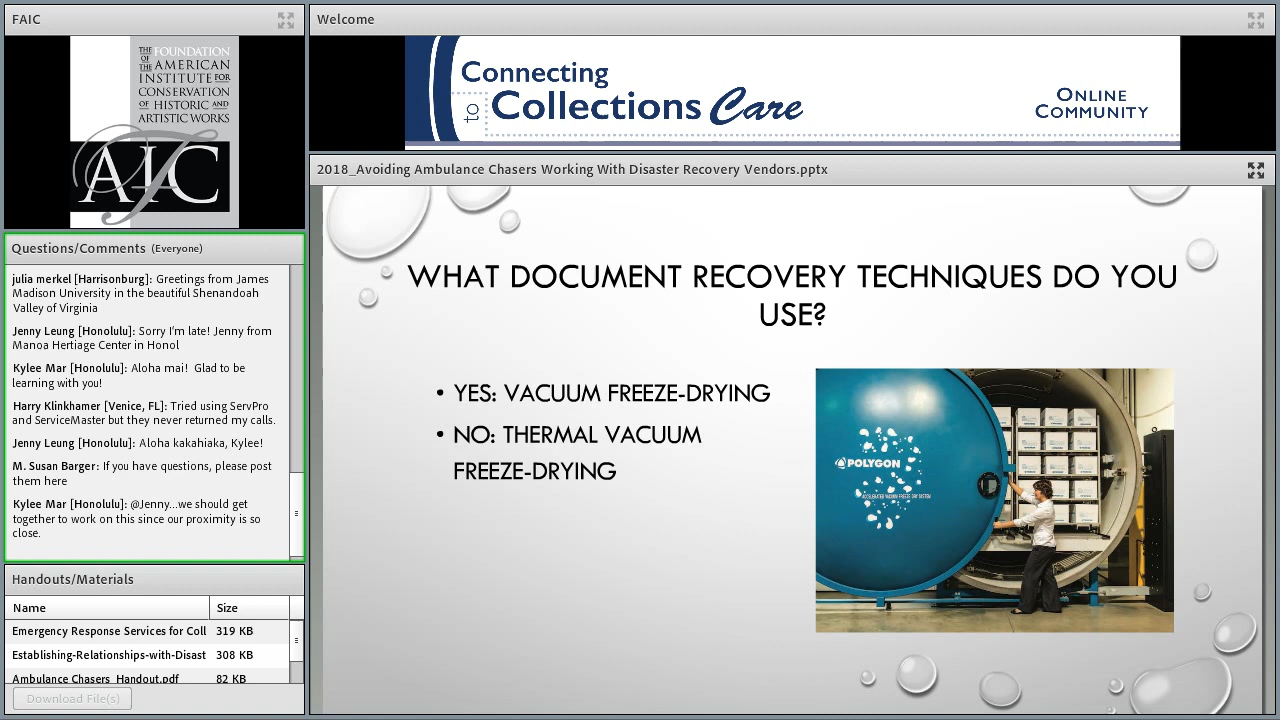 FAIC
THE FOUNDATION
OF THE AMERICAN
INSTITUTE FOR
CONSERVATION
OF HISTORIC AND
ARTISTIC WORKS
FAIC
Questions/Comments (Everyone)
julia merkel [Harrisonburg]: Greetings from James
Madison University in the beautiful Shenandoah
Valley of Virginia
Jenny Leung [Honolulu]: Sorry I'm late! Jenny from
Manoa Hertiage Center in Honol
Kylee Mar [Honolulu]: Aloha mai! Glad to be
learning with you!
Harry Klinkhamer [Venice, FL]: Tried using ServPro
and ServiceMaster but they never returned my calls.
Jenny Leung [Honolulu]: Aloha kakahiaka, Kylee!
M. Susan Barger: If you have questions, please post
them here
Kylee Mar [Honolulu]: @Jenny...we should get
together to work on this since our proximity is so
close.
Handouts/Materials
Name Size
Emergency Response Services for Coll 319 KB
Establishing-Relationships-with-Disast 308 KB
Ambulance Chasers_Handout.pdf 82 KB
Download File(s)
Welcome
Connecting
to Collections Care
ONLINE
COMMUNITY
2018_Avoiding Ambulance Chasers Working With Disaster Recovery Vendors.pptx
WHAT DOCUMENT RECOVERY TECHNIQUES DO YOU
USE?
• YES: VACUUM FREEZE-DRYING
• NO: THERMAL VACUUM
FREEZE-DRYING
POLYGON